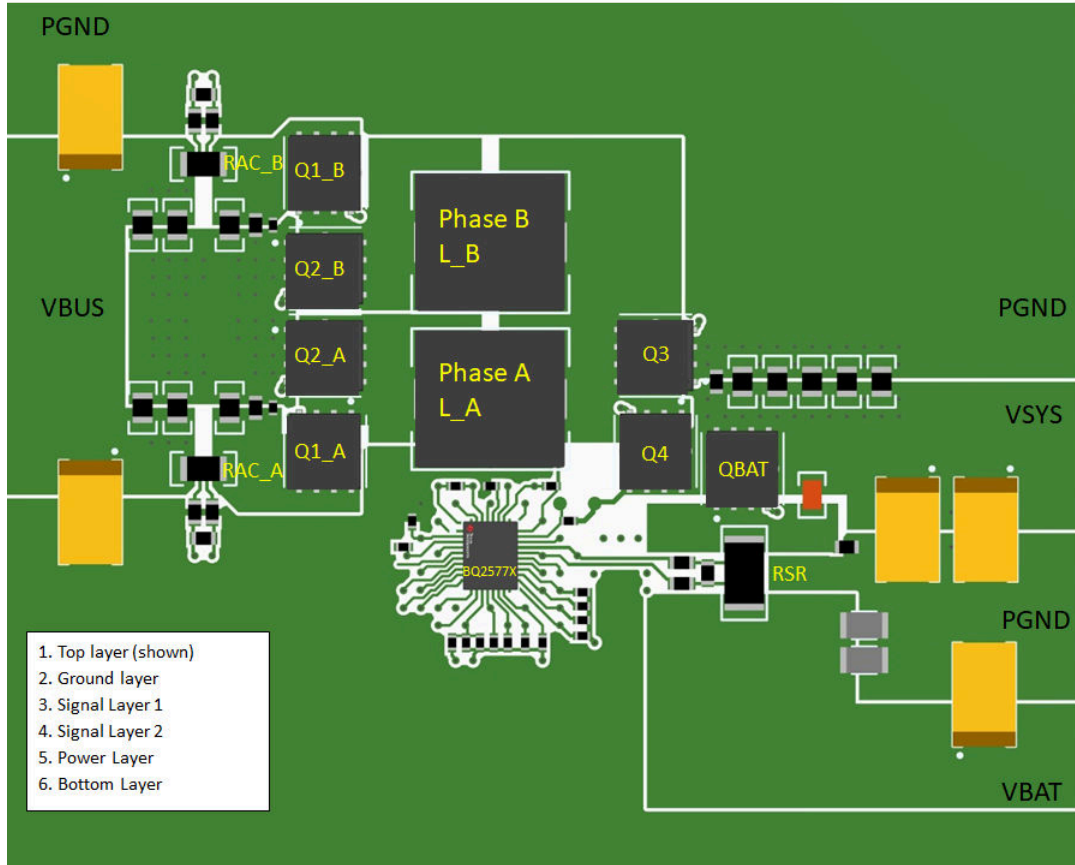 PGND
RAC_B
Q1_B
Phase B
L_B
Q2_B
VBUS
PGND
Q2_A
Q3
Phase A
L_A
VSYS
RAC_A
Q1_A
Q4
QBAT
BQ2577X
RSR
PGND
1. Top layer (shown)
2. Ground layer
3. Signal Layer 1
4. Signal Layer 2
5. Power Layer
6. Bottom Layer
VBAT